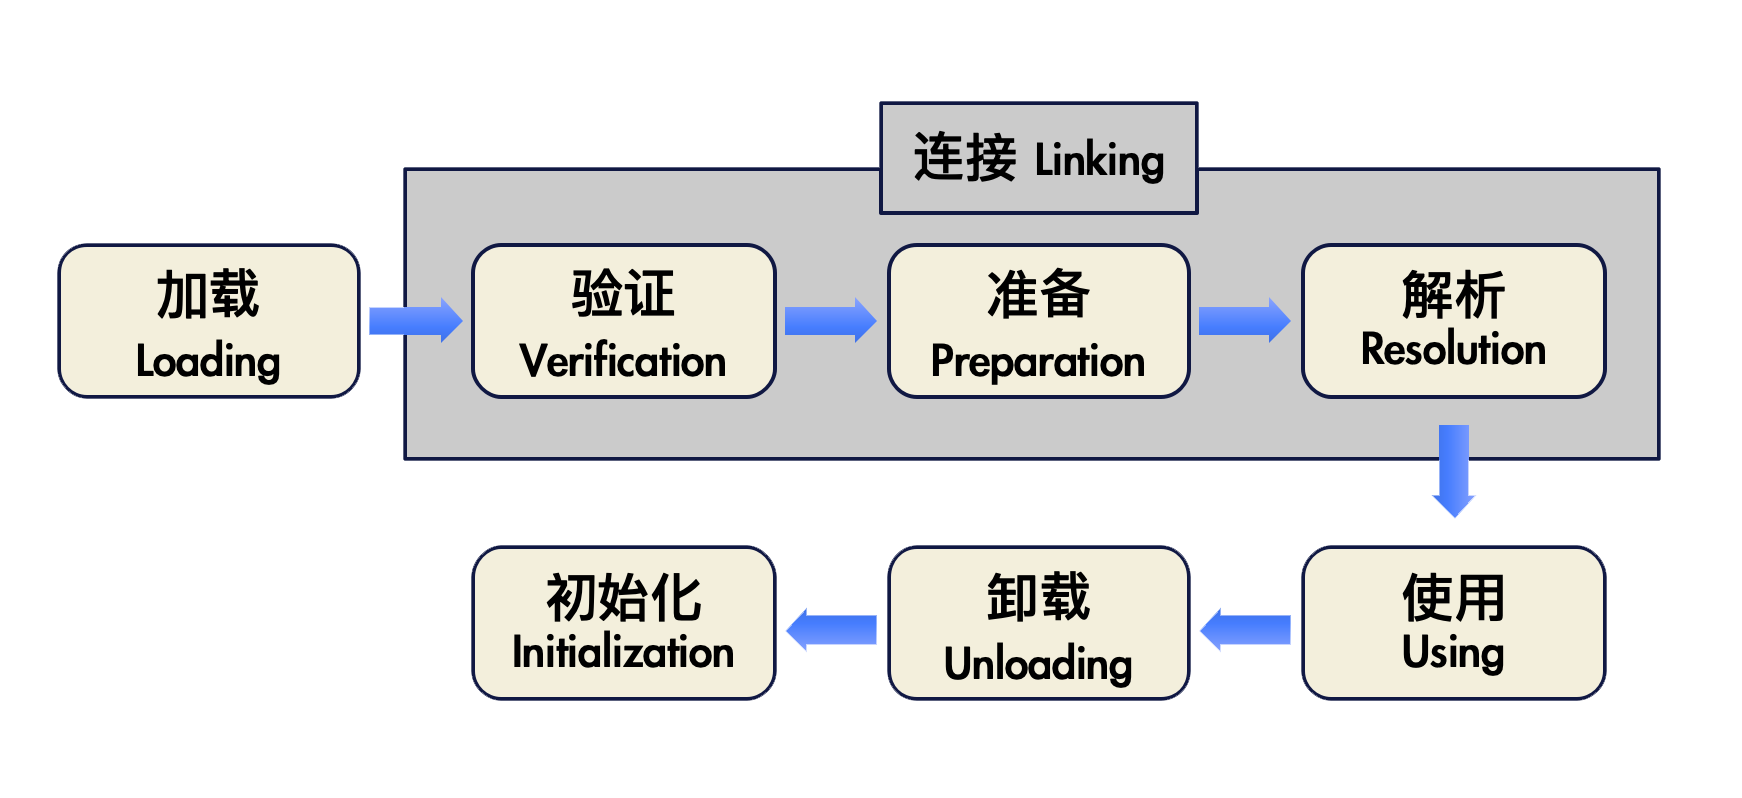 连接 Linking
加载
Loading
验证
Verification
准备
Preparation
解析
Resolution
使用
Using
卸载
Unloading
初始化
Initialization